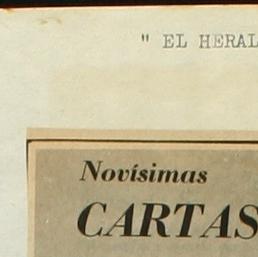 " EL HERAL
Novísimas
CARTAS